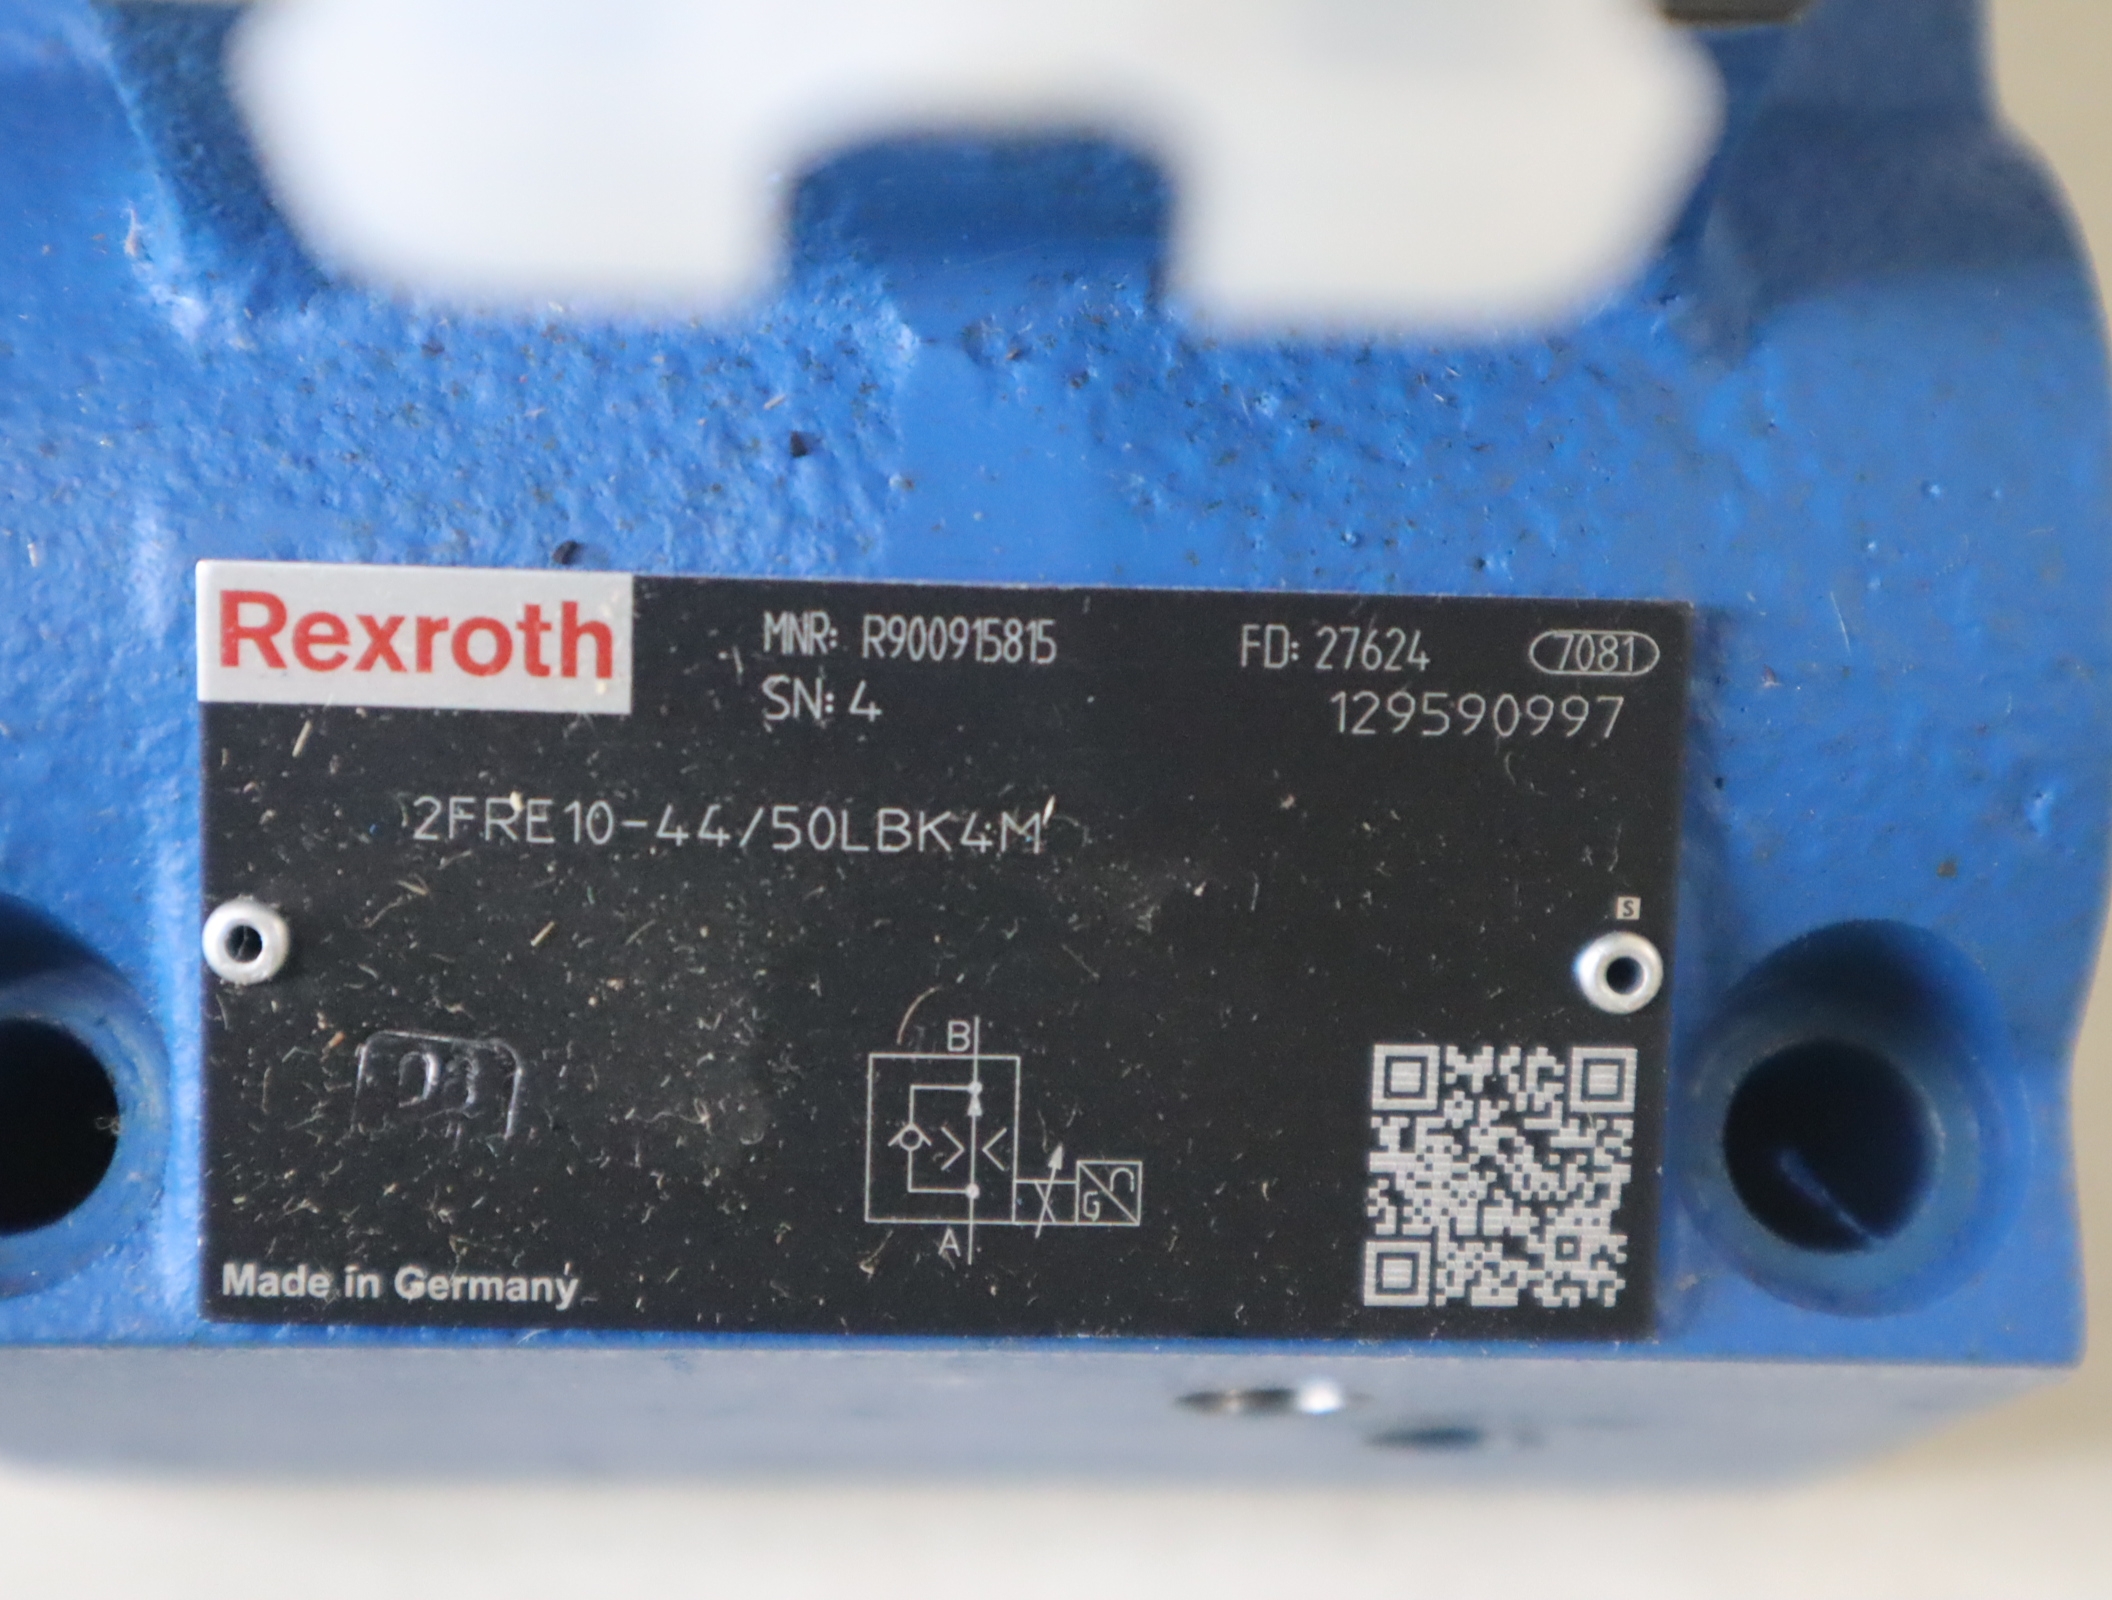 Rexroth
MNR: R900915815
FD: 27624
7081
SN: 4
129590997
2FRE10-44/50LBK4M
S
B
A
G
Made in Germany